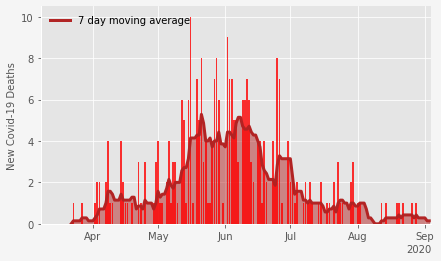 7 day moving average
New Covid-19 Deaths
10
8
6
4
2
0
Apr
May
Jun
Jul
Aug
Sep
2020